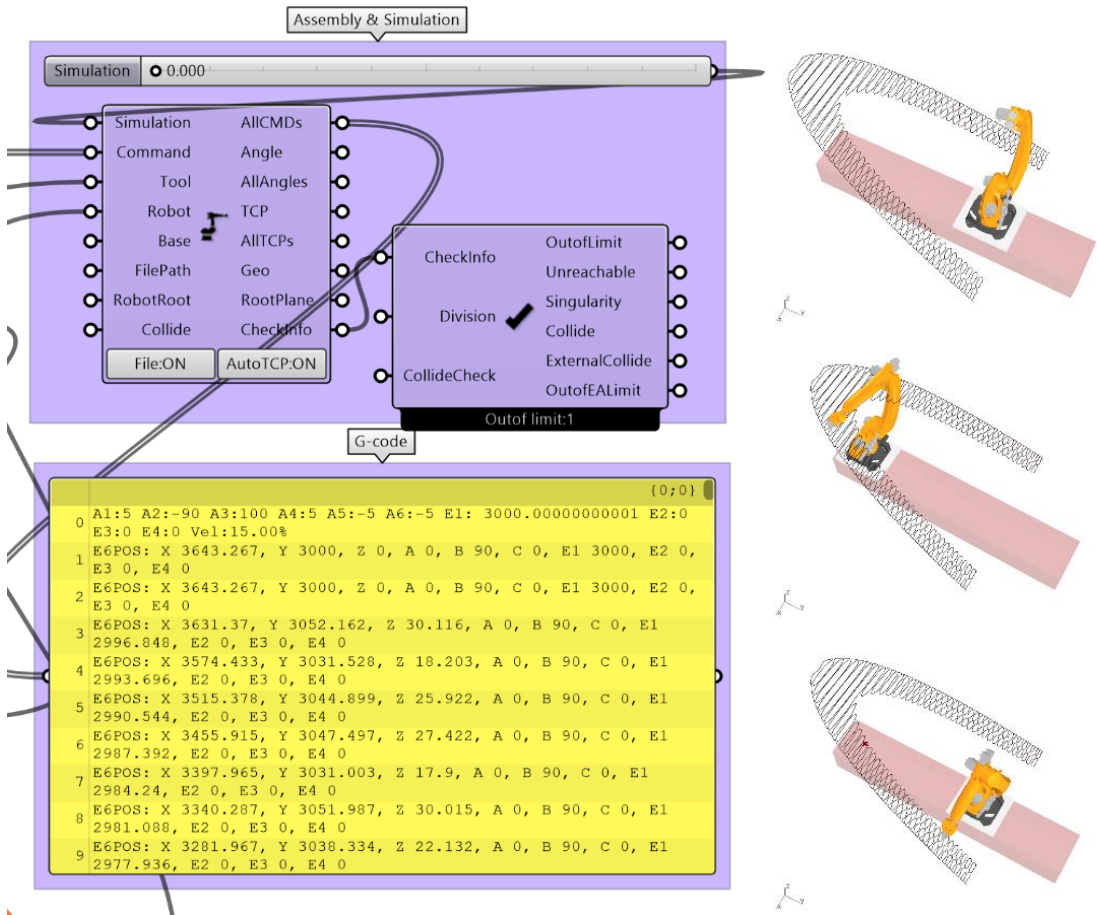 Assembly & Simulation
Simulation 0.000
Simulation AllCMDs
Command Angle
Tool AllAngles
Robot TCP
Base AllTCPs
FilePath Geo
RobotRoot RootPlane
Collide CheckInfo
File:ON AutoTCP:ON
CheckInfo
Division
CollideCheck
OutofLimit
Unreachable
Singularity
Collide
ExternalCollide
OutofEALimit
Outof limit:1
G-code
{0;0}
0 A1:5 A2:-90 A3:100 A4:5 A5:-5 A6:-5 E1: 3000.00000000001 E2:0
E3:0 E4:0 Vel:15.00%
1 E6POS: X 3643.267, Y 3000, Z 0, A 0, B 90, C 0, E1 3000, E2 0,
E3 0, E4 0
2 E6POS: X 3643.267, Y 3000, Z 0, A 0, B 90, C 0, E1 3000, E2 0,
E3 0, E4 0
3 E6POS: X 3631.37, Y 3052.162, Z 30.116, A 0, B 90, C 0, E1
2996.848, E2 0, E3 0, E4 0
4 E6POS: X 3574.433, Y 3031.528, Z 18.203, A 0, B 90, C 0, E1
2993.696, E2 0, E3 0, E4 0
5 E6POS: X 3515.378, Y 3044.899, Z 25.922, A 0, B 90, C 0, E1
2990.544, E2 0, E3 0, E4 0
6 E6POS: X 3455.915, Y 3047.497, Z 27.422, A 0, B 90, C 0, E1
2987.392, E2 0, E3 0, E4 0
7 E6POS: X 3397.965, Y 3031.003, Z 17.9, A 0, B 90, C 0, E1
2984.24, E2 0, E3 0, E4 0
8 E6POS: X 3340.287, Y 3051.987, Z 30.015, A 0, B 90, C 0, E1
2981.088, E2 0, E3 0, E4 0
9 E6POS: X 3281.967, Y 3038.334, Z 22.132, A 0, B 90, C 0, E1
2977.936, E2 0, E3 0, E4 0